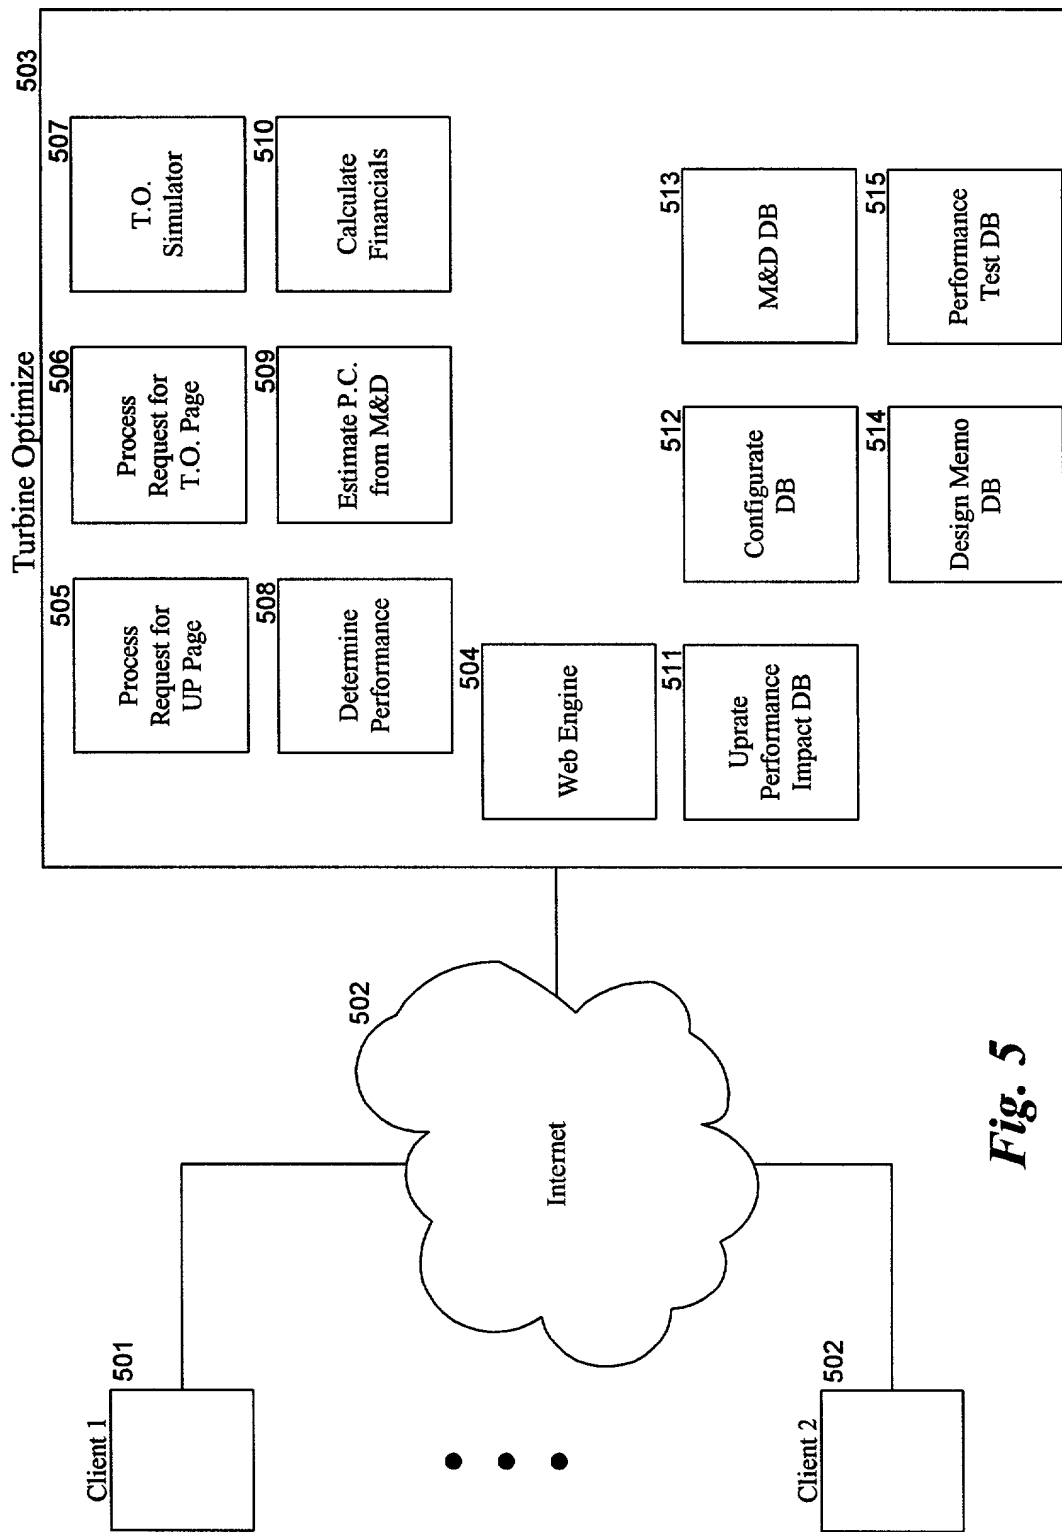 Client 1
501
Client 2
502
Internet
502
Turbine Optimize
503
505
Process
Request for
UP Page
506
Process
Request for
T.O. Page
507
T.O.
Simulator
508
Determine
Performance
509
Estimate P.C.
from M&D
510
Calculate
Financials
504
Web Engine
511
Uprate
Performance
Impact DB
512
Configurate
DB
513
M&D DB
514
Design Memo
DB
515
Performance
Test DB
Fig. 5